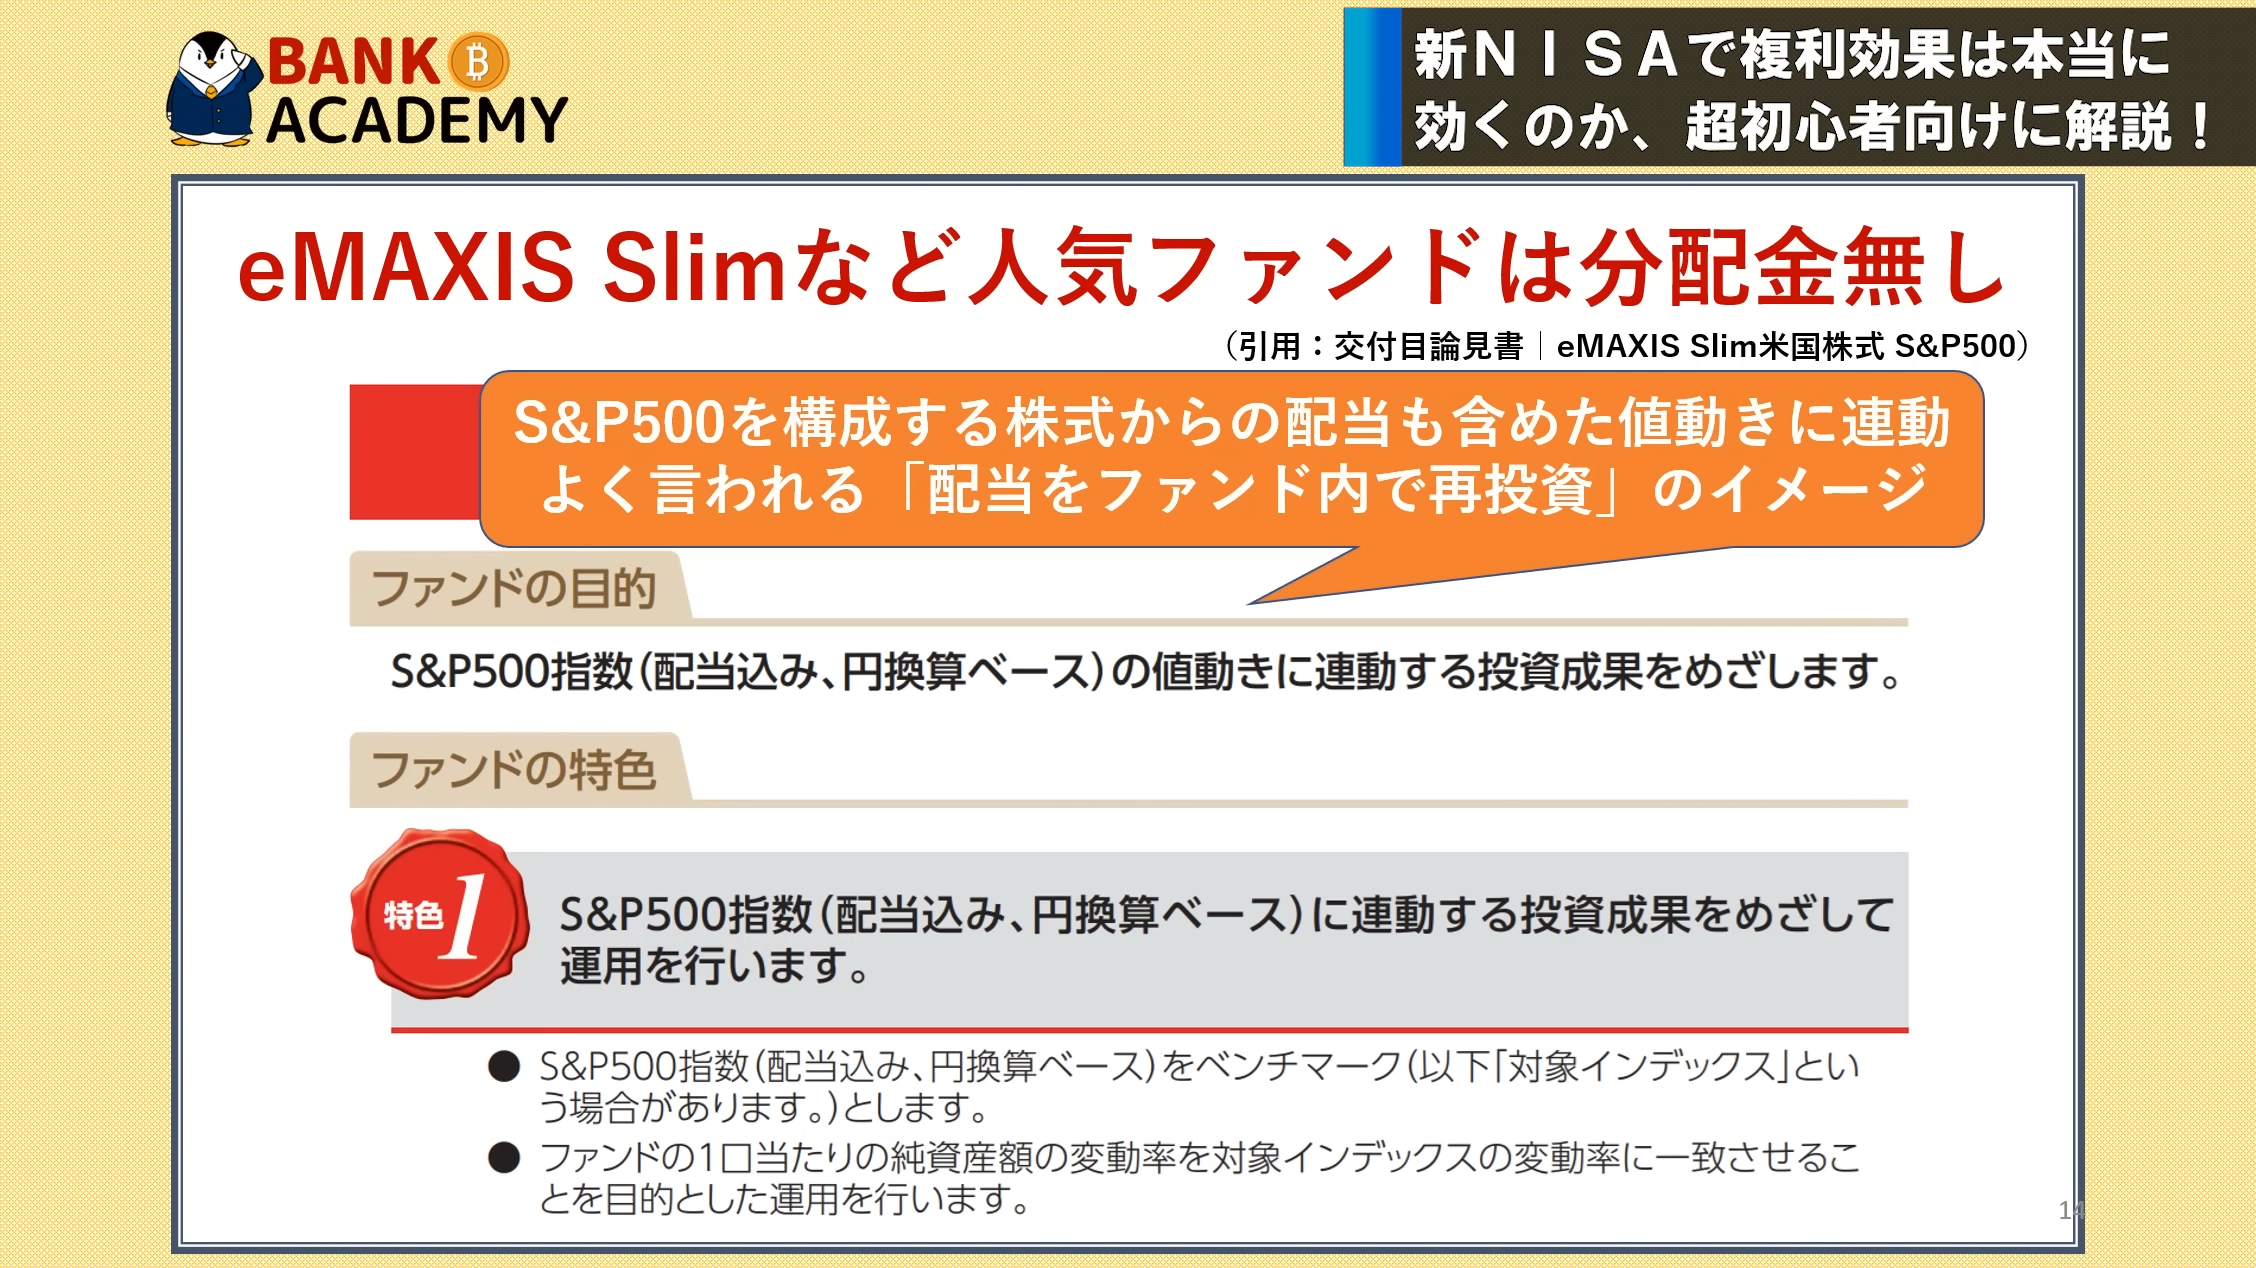 BANK ACADEMY
新NISAで複利効果は本当に
効くのか、超初心者向けに解説！
eMAXIS Slimなど人気ファンドは分配金無し
（引用：交付目論見書｜eMAXIS Slim米国株式 S&P500）
S&P500を構成する株式からの配当も含めた値動きに連動
よく言われる「配当をファンド内で再投資」のイメージ
ファンドの目的
S&P500指数（配当込み、円換算ベース）の値動きに連動する投資成果をめざします。
ファンドの特色
特色1
S&P500指数（配当込み、円換算ベース）に連動する投資成果をめざして
運用を行います。
● S&P500指数（配当込み、円換算ベース）をベンチマーク（以下「対象インデックス」とい
う場合があります。）とします。
● ファンドの1口当たりの純資産額の変動率を対象インデックスの変動率に一致させるこ
とを目的とした運用を行います。
14